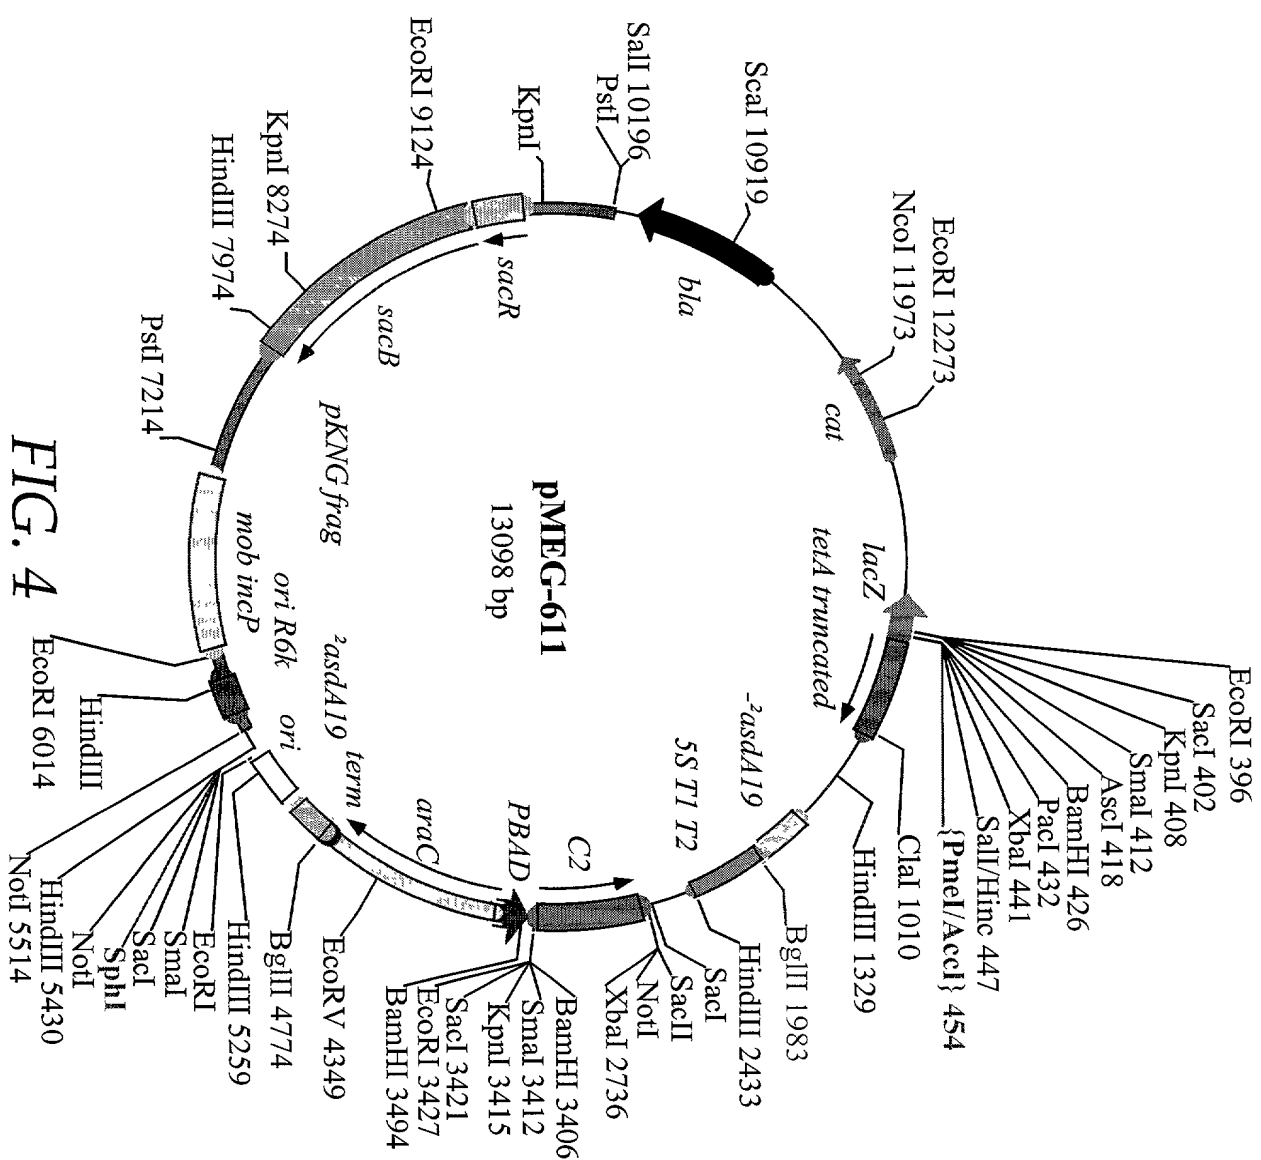 EcoRI 396
SacI 402
KpnI 408
SmaI 412
AscI 418
BamHI 426
PacI 432
XbaI 441
SalI/Hinc 447
{PmeI/AccI} 454
ClaI 1010
HindIII 1329
BglII 1983
HindIII 2433
SacI
SacII
NotI
XbaI 2736
BamHI 3406
SmaI 3412
KpnI 3415
SacI 3421
EcoRI 3427
BamHI 3494
EcoRV 4349
BglII 4774
HindIII 5259
EcoRI
SmaI
SacI
SphI
NotI
HindIII 5430
NotI 5514
HindIII
EcoRI 6014
PstI 7214
HindIII 7974
KpnI 8274
EcoRI 9124
KpnI
PstI
SalI 10196
ScaI 10919
NcoI 11973
EcoRI 12273
lacZ
tetA truncated
-²asdA19
5S T1 T2
C2
PBAD
araC
term
²asdA19
ori
ori R6k
mob incP
pKNG frag
sacB
sacR
bla
cat
pMEG-611
13098 bp
FIG. 4